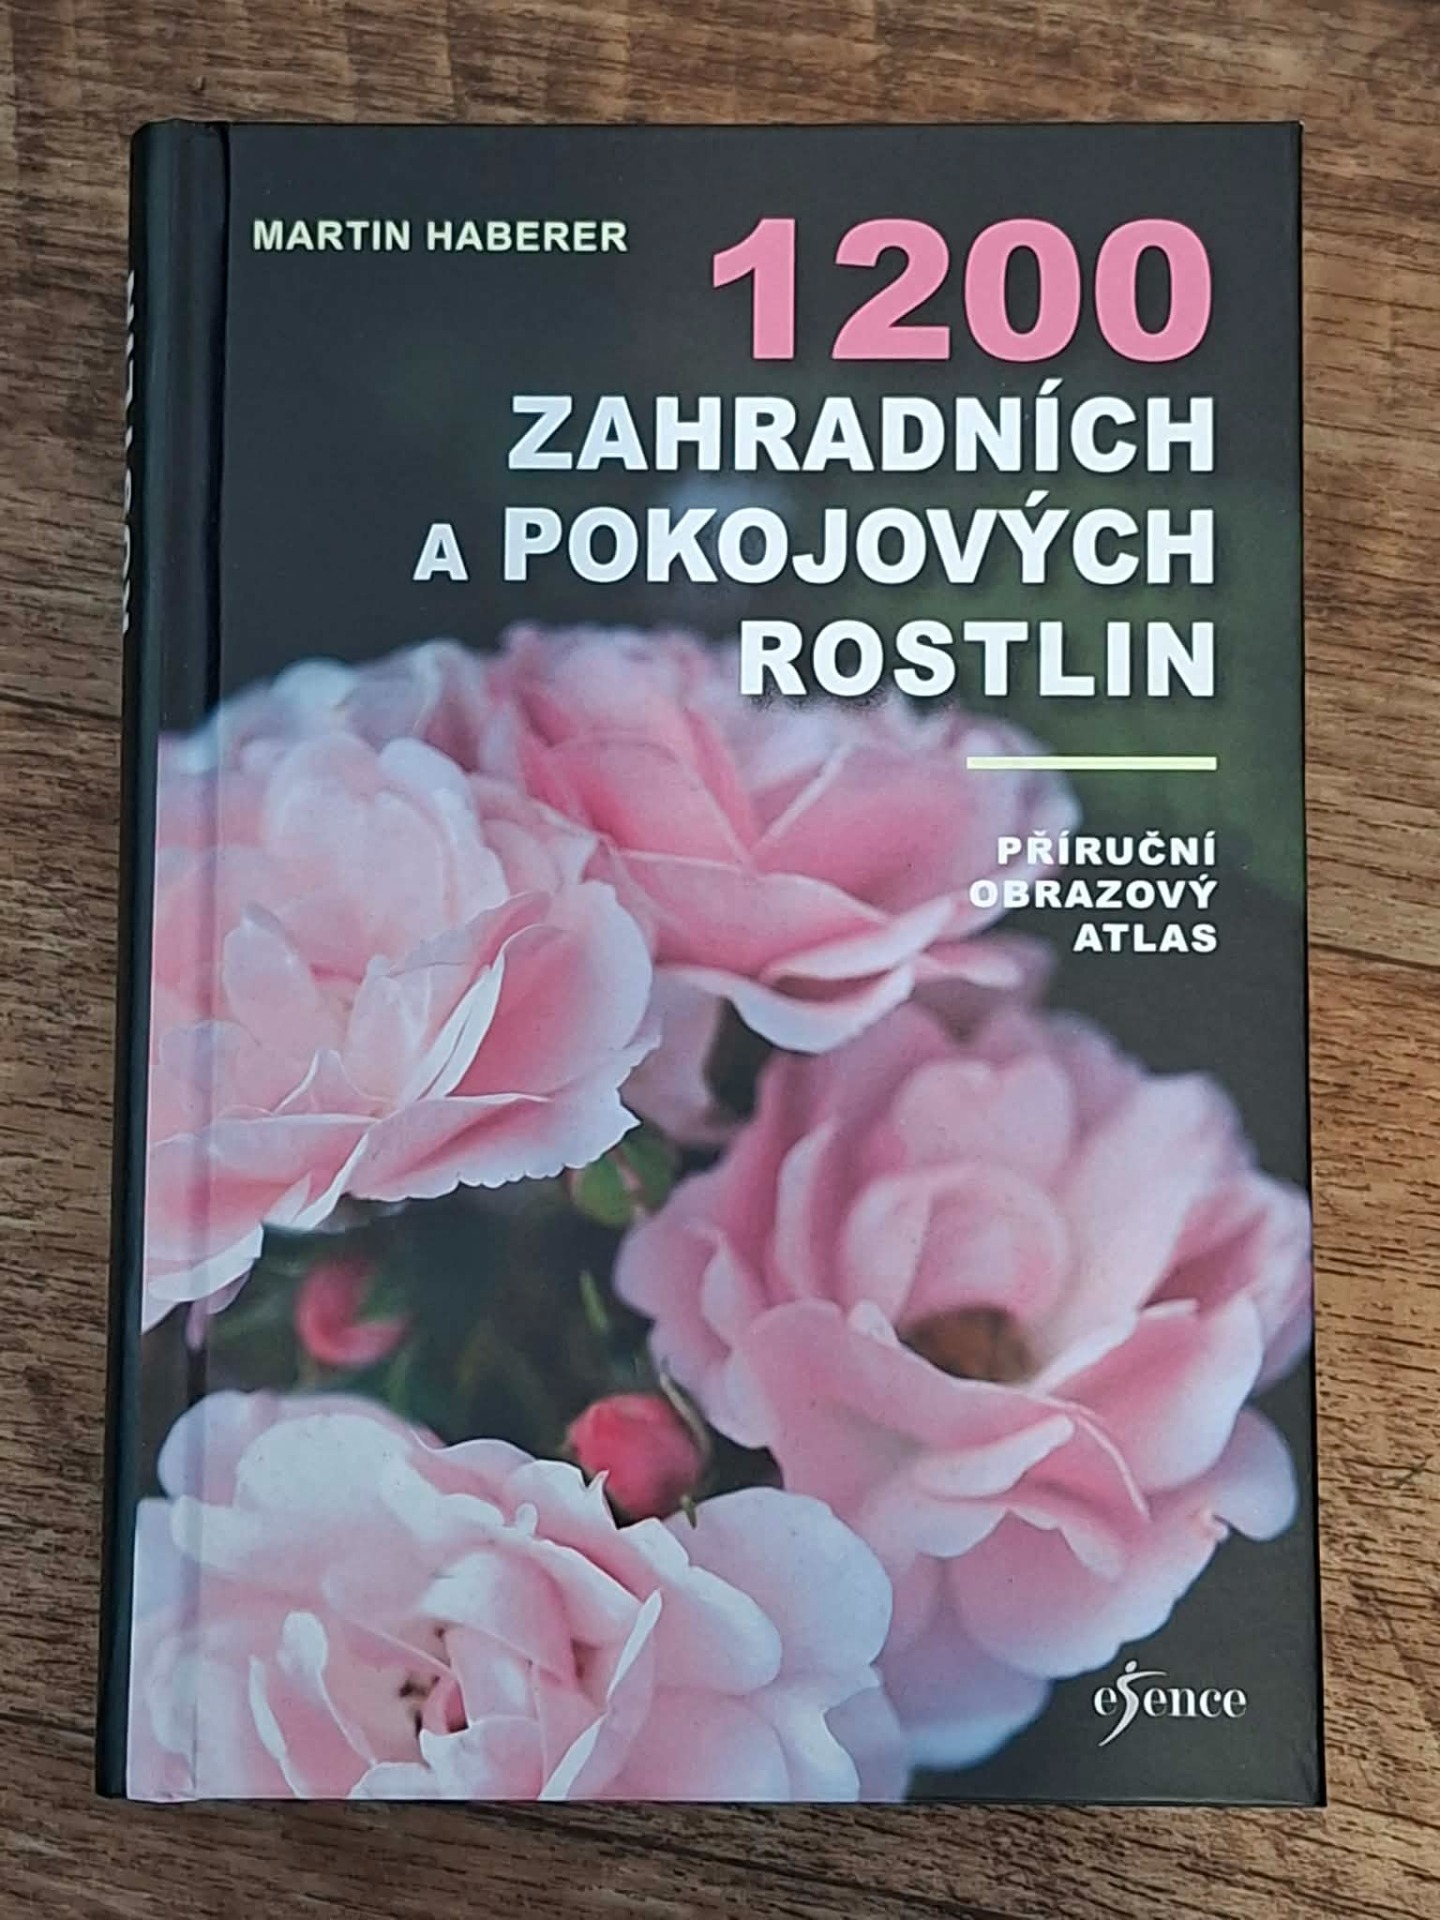 MARTIN HABERER
1200
ZAHRADNÍCH
A POKOJOVÝCH
ROSTLIN
PŘÍRUČNÍ
OBRAZOVÝ
ATLAS
esence